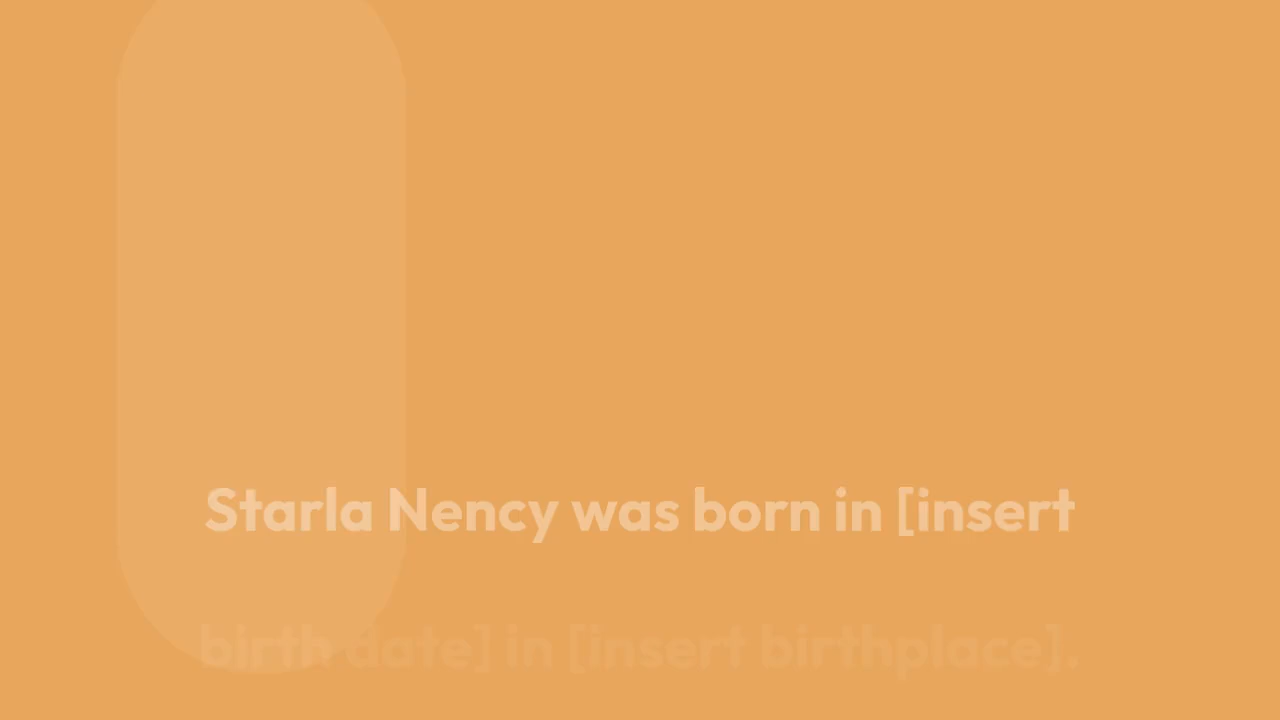 Starla Nency was born in [insert
birth date] in [insert birthplace].